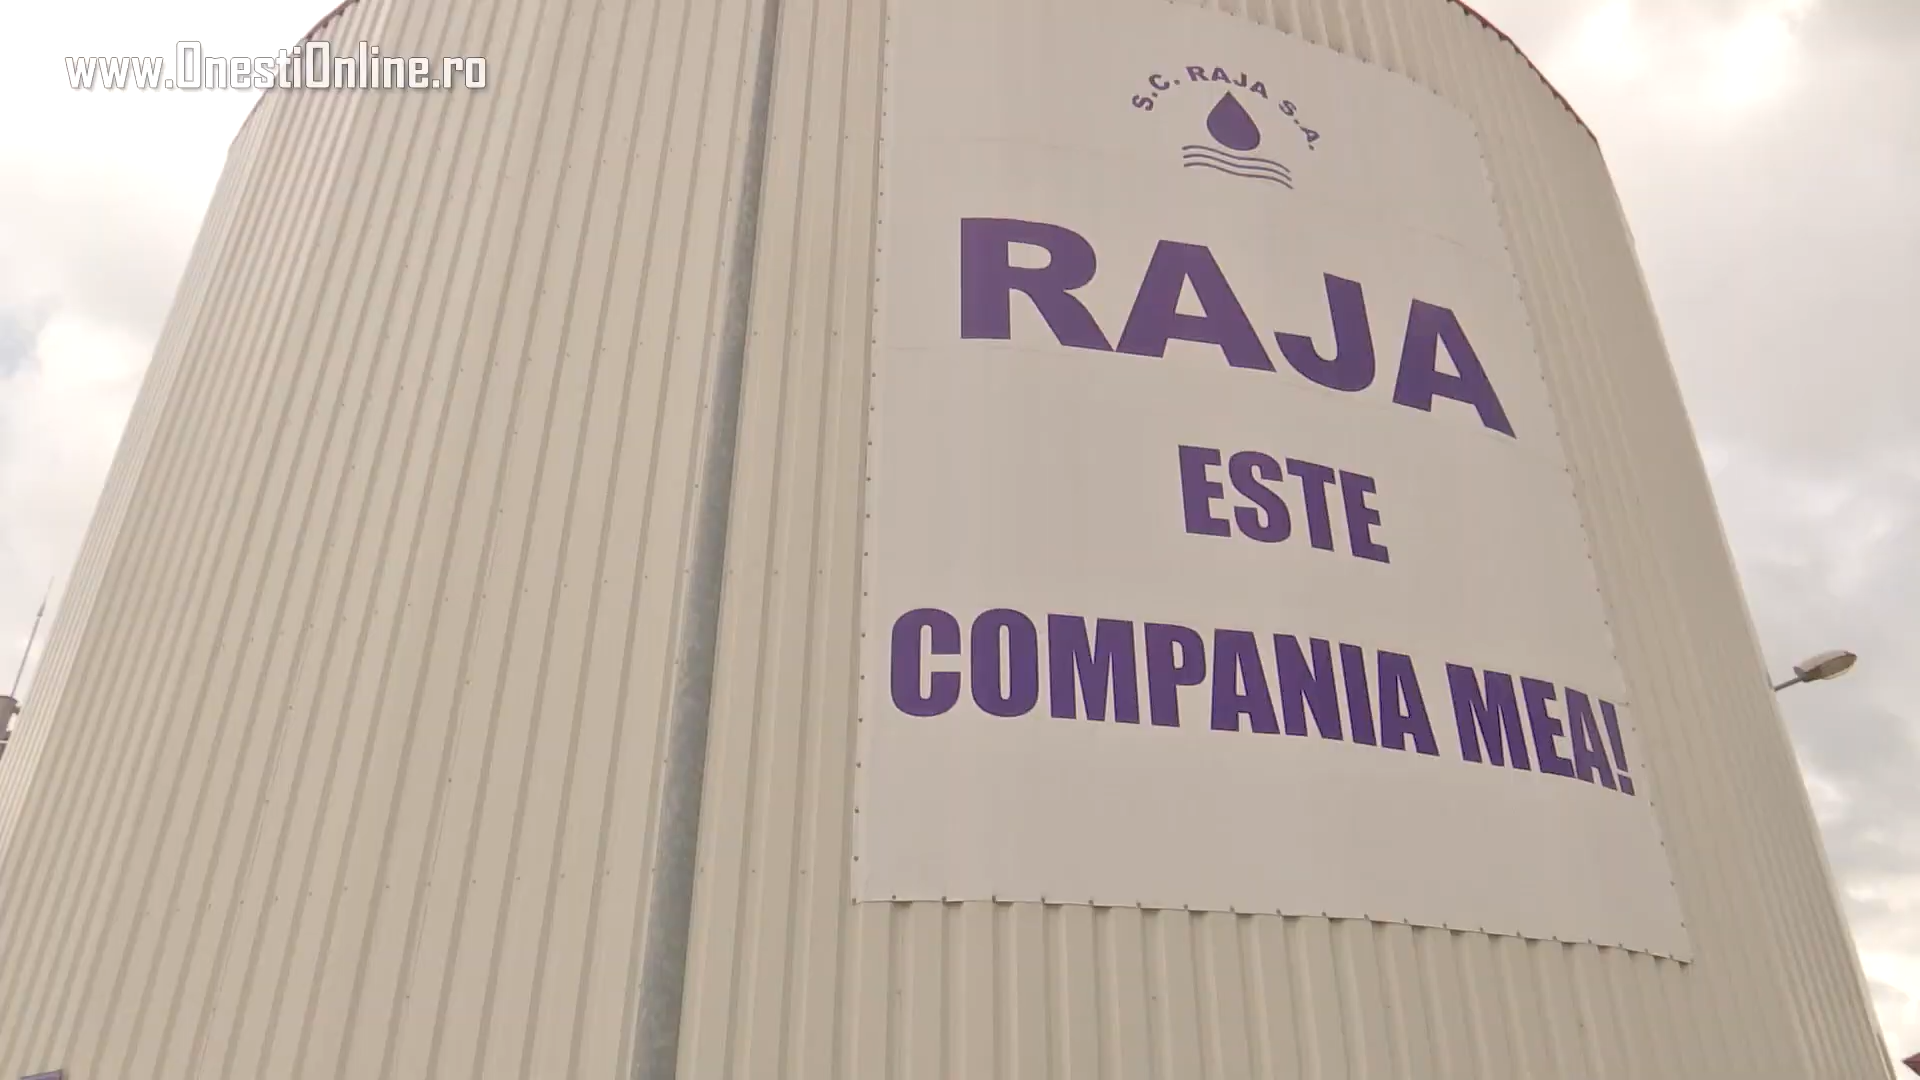 www.OnestiOnline.ro
S.C. RAJA S.A.
RAJA
ESTE
COMPANIA MEA!